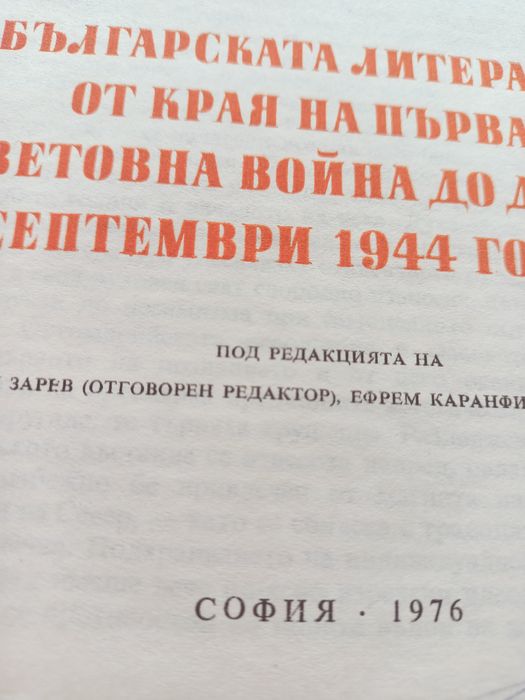 БЪЛГАРСКАТА ЛИТЕРА
ОТ КРАЯ НА ПЪРВА
ВЕТОВНА ВОЙНА ДО Д
СЕПТЕМВРИ 1944 ГО
ПОД РЕДАКЦИЯТА НА
ЗАРЕВ (ОТГОВОРЕН РЕДАКТОР), ЕФРЕМ КАРАНФИ
СОФИЯ · 1976